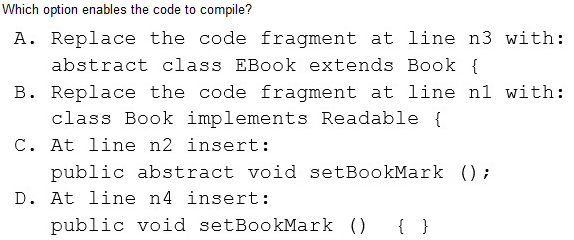 Which option enables the code to compile?
A. Replace the code fragment at line n3 with:
abstract class EBook extends Book {
B. Replace the code fragment at line n1 with:
class Book implements Readable {
C. At line n2 insert:
public abstract void setBookMark ();
D. At line n4 insert:
public void setBookMark () { }